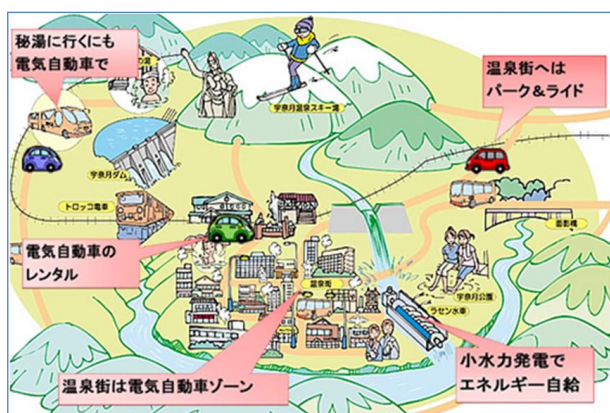 秘湯に行くにも
電気自動車で
宇奈月温泉スキー場
温泉街へは
パーク&ライド
宇奈月ダム
トロッコ電車
電気自動車の
レンタル
温泉街
宇奈月公園
ラセン水車
温泉街は電気自動車ゾーン
小水力発電で
エネルギー自給